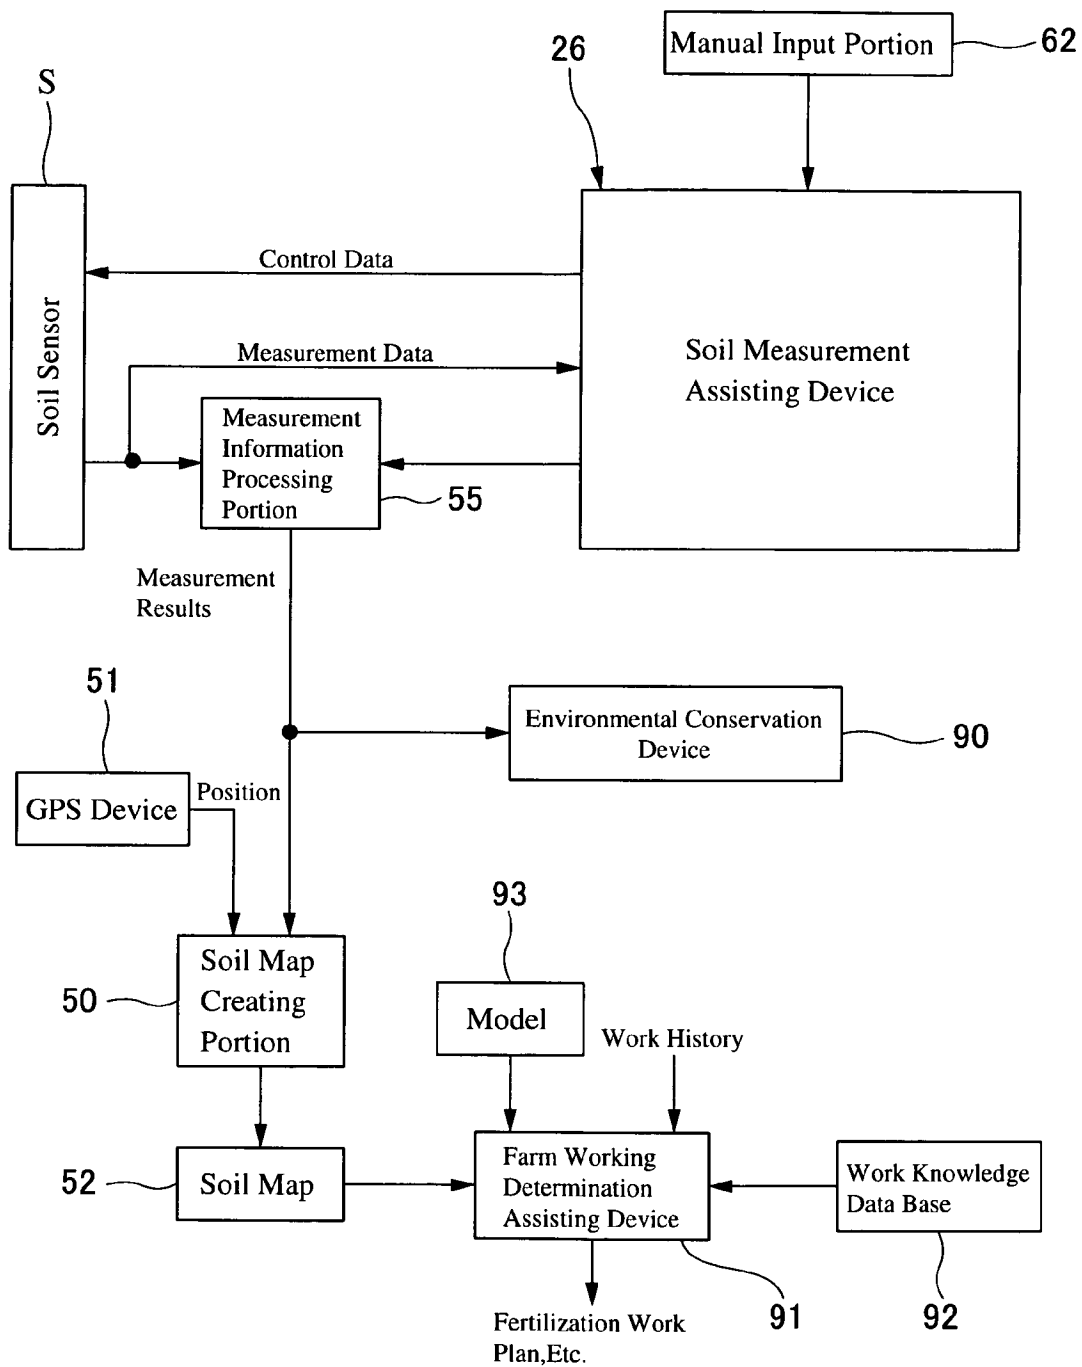 Manual Input Portion
62
26
S
Control Data
Soil Sensor
Measurement Data
Soil Measurement
Assisting Device
Measurement
Information
Processing
Portion
55
Measurement
Results
51
Environmental Conservation
Device
90
GPS Device
Position
93
50
Soil Map
Creating
Portion
Model
Work History
52
Soil Map
Farm Working
Determination
Assisting Device
Work Knowledge
Data Base
91
92
Fertilization Work
Plan,Etc.